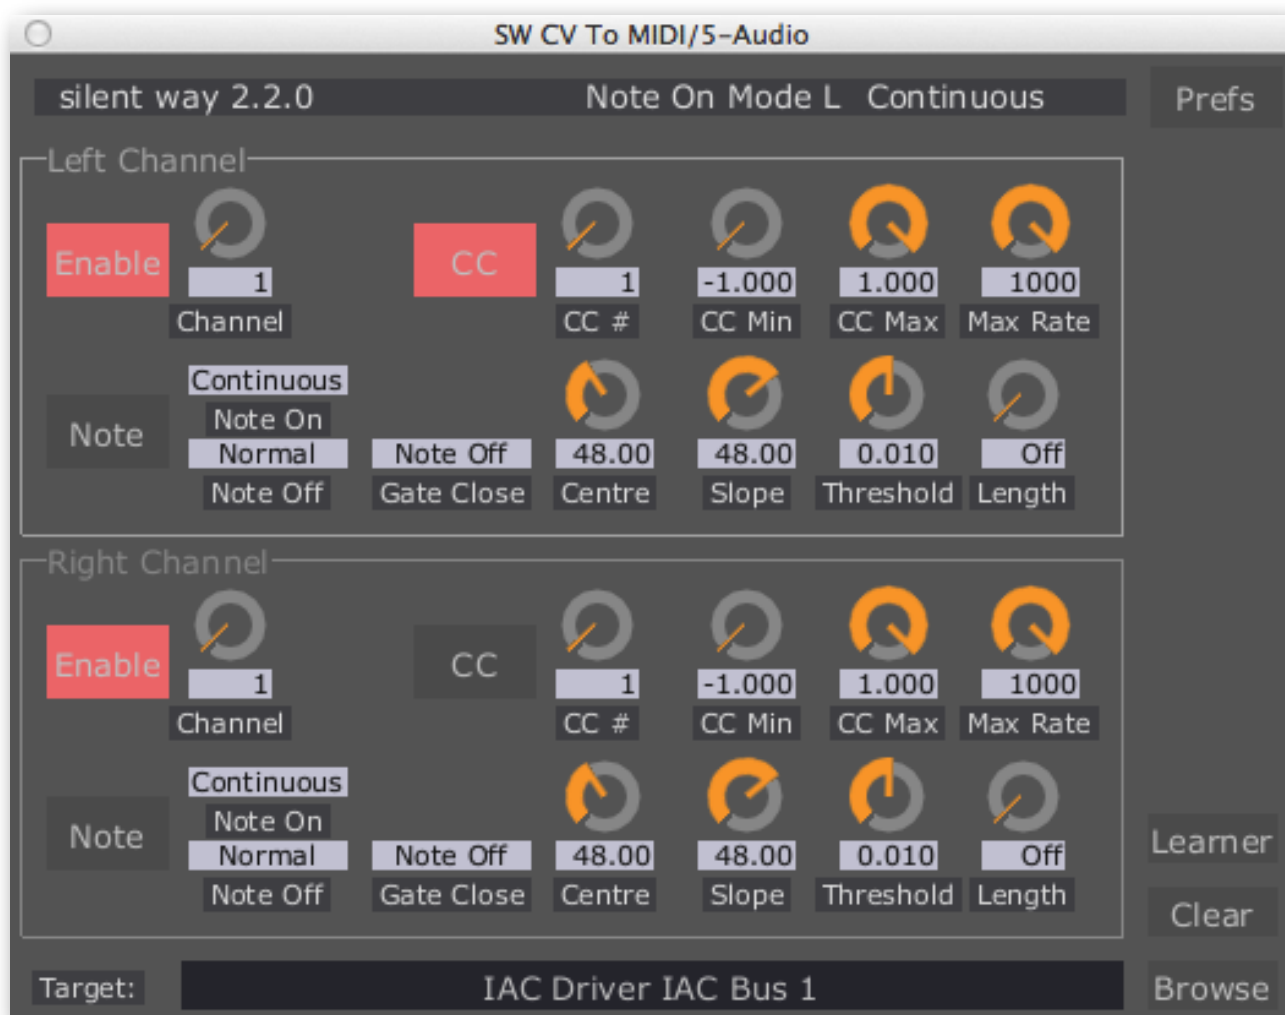 SW CV To MIDI/5-Audio
silent way 2.2.0 Note On Mode L Continuous Prefs
Left Channel
Enable 1 CC 1 -1.000 1.000 1000
Channel CC # CC Min CC Max Max Rate
Continuous
Note Note On
Normal Note Off 48.00 48.00 0.010 Off
Note Off Gate Close Centre Slope Threshold Length
Right Channel
Enable 1 CC 1 -1.000 1.000 1000
Channel CC # CC Min CC Max Max Rate
Continuous
Note Note On
Normal Note Off 48.00 48.00 0.010 Off
Note Off Gate Close Centre Slope Threshold Length
Learner
Clear
Target: IAC Driver IAC Bus 1 Browse